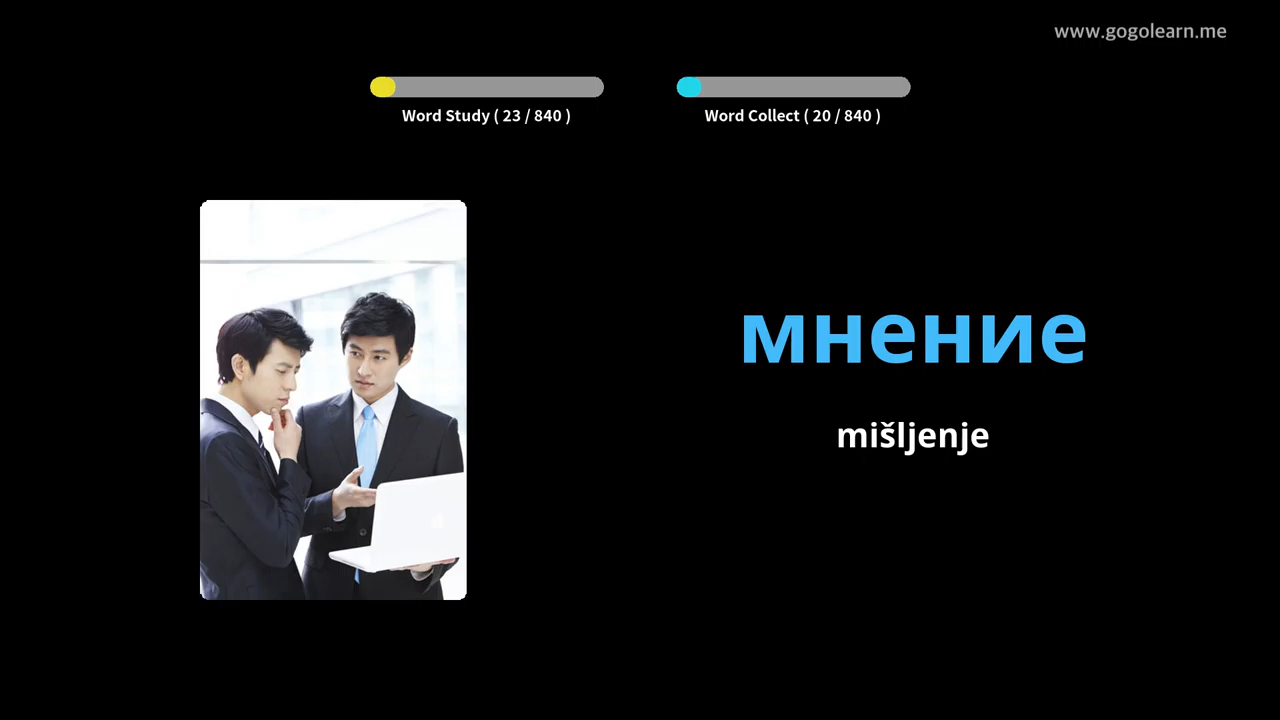 www.gogolearn.me
Word Study ( 23 / 840 )
Word Collect ( 20 / 840 )
мнение
mišljenje